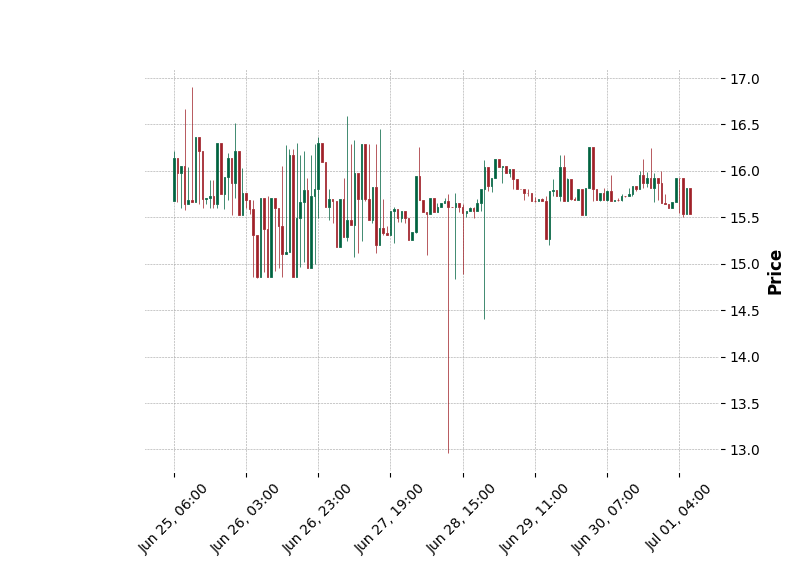 17.0
16.5
16.0
15.5
15.0
14.5
14.0
13.5
13.0
Price
Jun 25, 06:00
Jun 26, 03:00
Jun 26, 23:00
Jun 27, 19:00
Jun 28, 15:00
Jun 29, 11:00
Jun 30, 07:00
Jul 01, 04:00